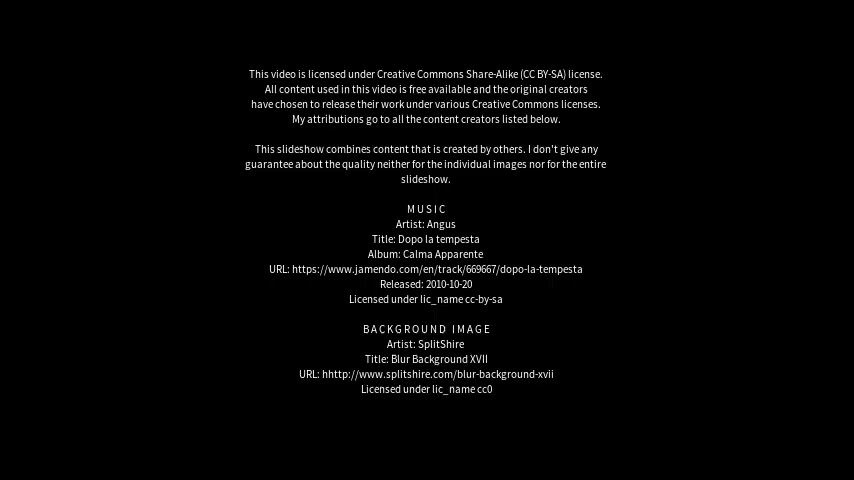 This video is licensed under Creative Commons Share-Alike (CC BY-SA) license.
All content used in this video is free available and the original creators
have chosen to release their work under various Creative Commons licenses.
My attributions go to all the content creators listed below.
This slideshow combines content that is created by others. I don't give any
guarantee about the quality neither for the individual images nor for the entire
slideshow.
MUSIC
Artist: Angus
Title: Dopo la tempesta
Album: Calma Apparente
URL: https://www.jamendo.com/en/track/669667/dopo-la-tempesta
Released: 2010-10-20
Licensed under lic_name cc-by-sa
BACKGROUND IMAGE
Artist: SplitShire
Title: Blur Background XVII
URL: hhttp://www.splitshire.com/blur-background-xvii
Licensed under lic_name cc0